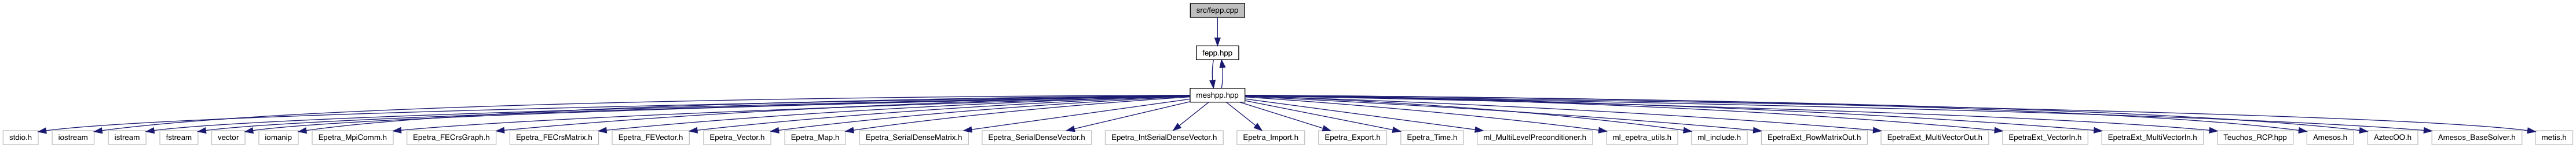 src/fepp.cpp
fepp.hpp
meshpp.hpp
stdio.h
iostream
istream
fstream
vector
iomanip
Epetra_MpiComm.h
Epetra_FECrsGraph.h
Epetra_FECrsMatrix.h
Epetra_FEVector.h
Epetra_Vector.h
Epetra_Map.h
Epetra_SerialDenseMatrix.h
Epetra_SerialDenseVector.h
Epetra_IntSerialDenseVector.h
Epetra_Import.h
Epetra_Export.h
Epetra_Time.h
ml_MultiLevelPreconditioner.h
ml_epetra_utils.h
ml_include.h
EpetraExt_RowMatrixOut.h
EpetraExt_MultiVectorOut.h
EpetraExt_VectorIn.h
EpetraExt_MultiVectorIn.h
Teuchos_RCP.hpp
Amesos.h
AztecOO.h
Amesos_BaseSolver.h
metis.h